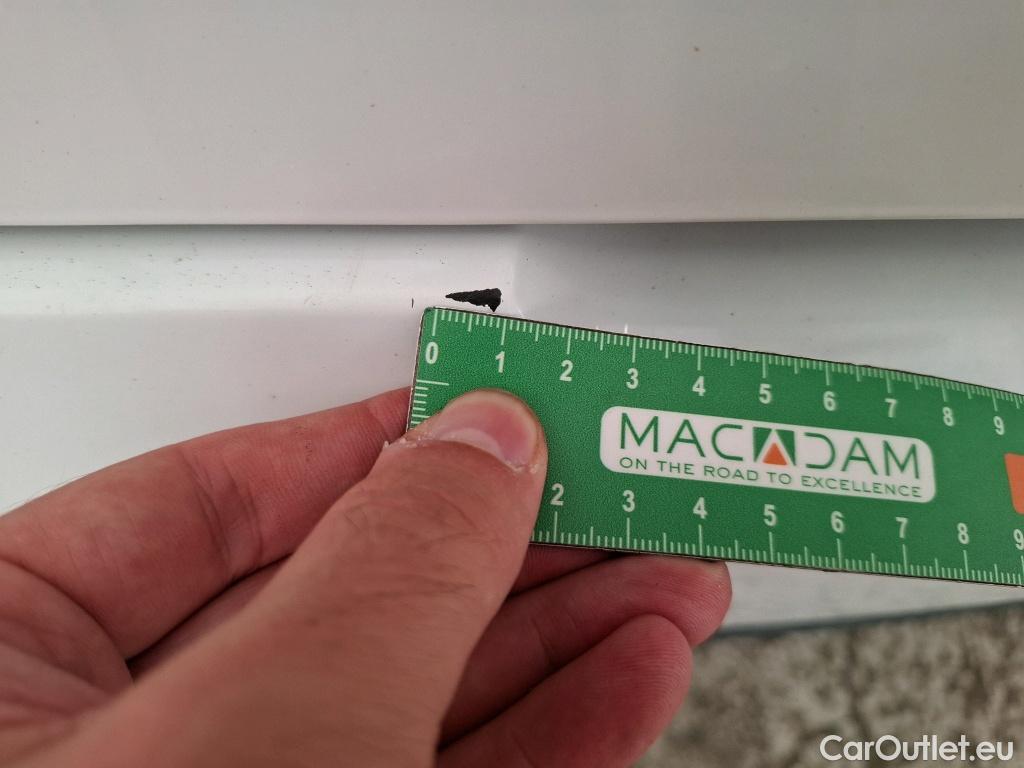 0 1 2 3 4 5 6 7 8 9
MACADAM
ON THE ROAD TO EXCELLENCE
2 3 4 5 6 7 8 9
CarOutlet.eu